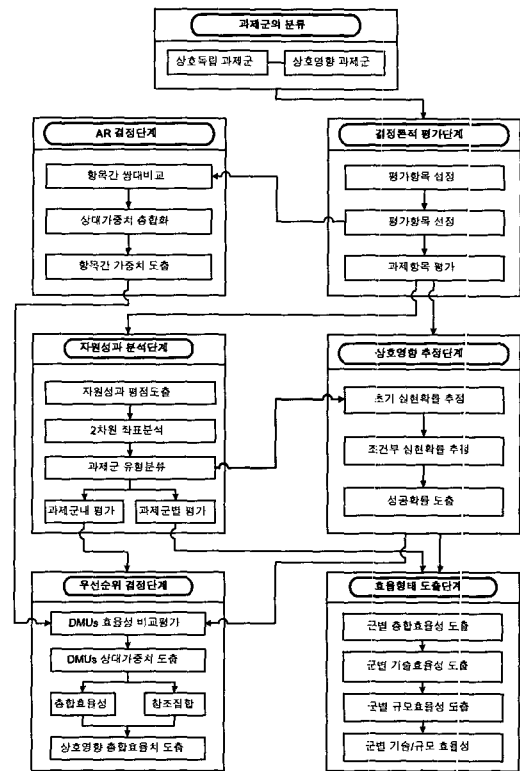 과제군의 분류
상호독립 과제군
상호영향 과제군
AR 결정단계
항목간 쌍대비교
상대가중치 종합화
항목간 가중치 도출
결정론적 평가단계
평가항목 설정
평가항목 선정
과제항목 평가
자원성과 분석단계
자원성과 평점도출
2차원 좌표분석
과제군 유형분류
과제군내 평가
과제군별 평가
상호영향 추정단계
초기 실현확률 추정
조건부 실현확률 추정
성공확률 도출
우선순위 결정단계
DMUs 효율성 비교평가
DMUs 상대가중치 도출
종합효율성
참조집합
상호영향 종합효율치 도출
효율형태 도출단계
군별 종합효율성 도출
군별 기술효율성 도출
군별 규모효율성 도출
군별 기술/규모 효율성